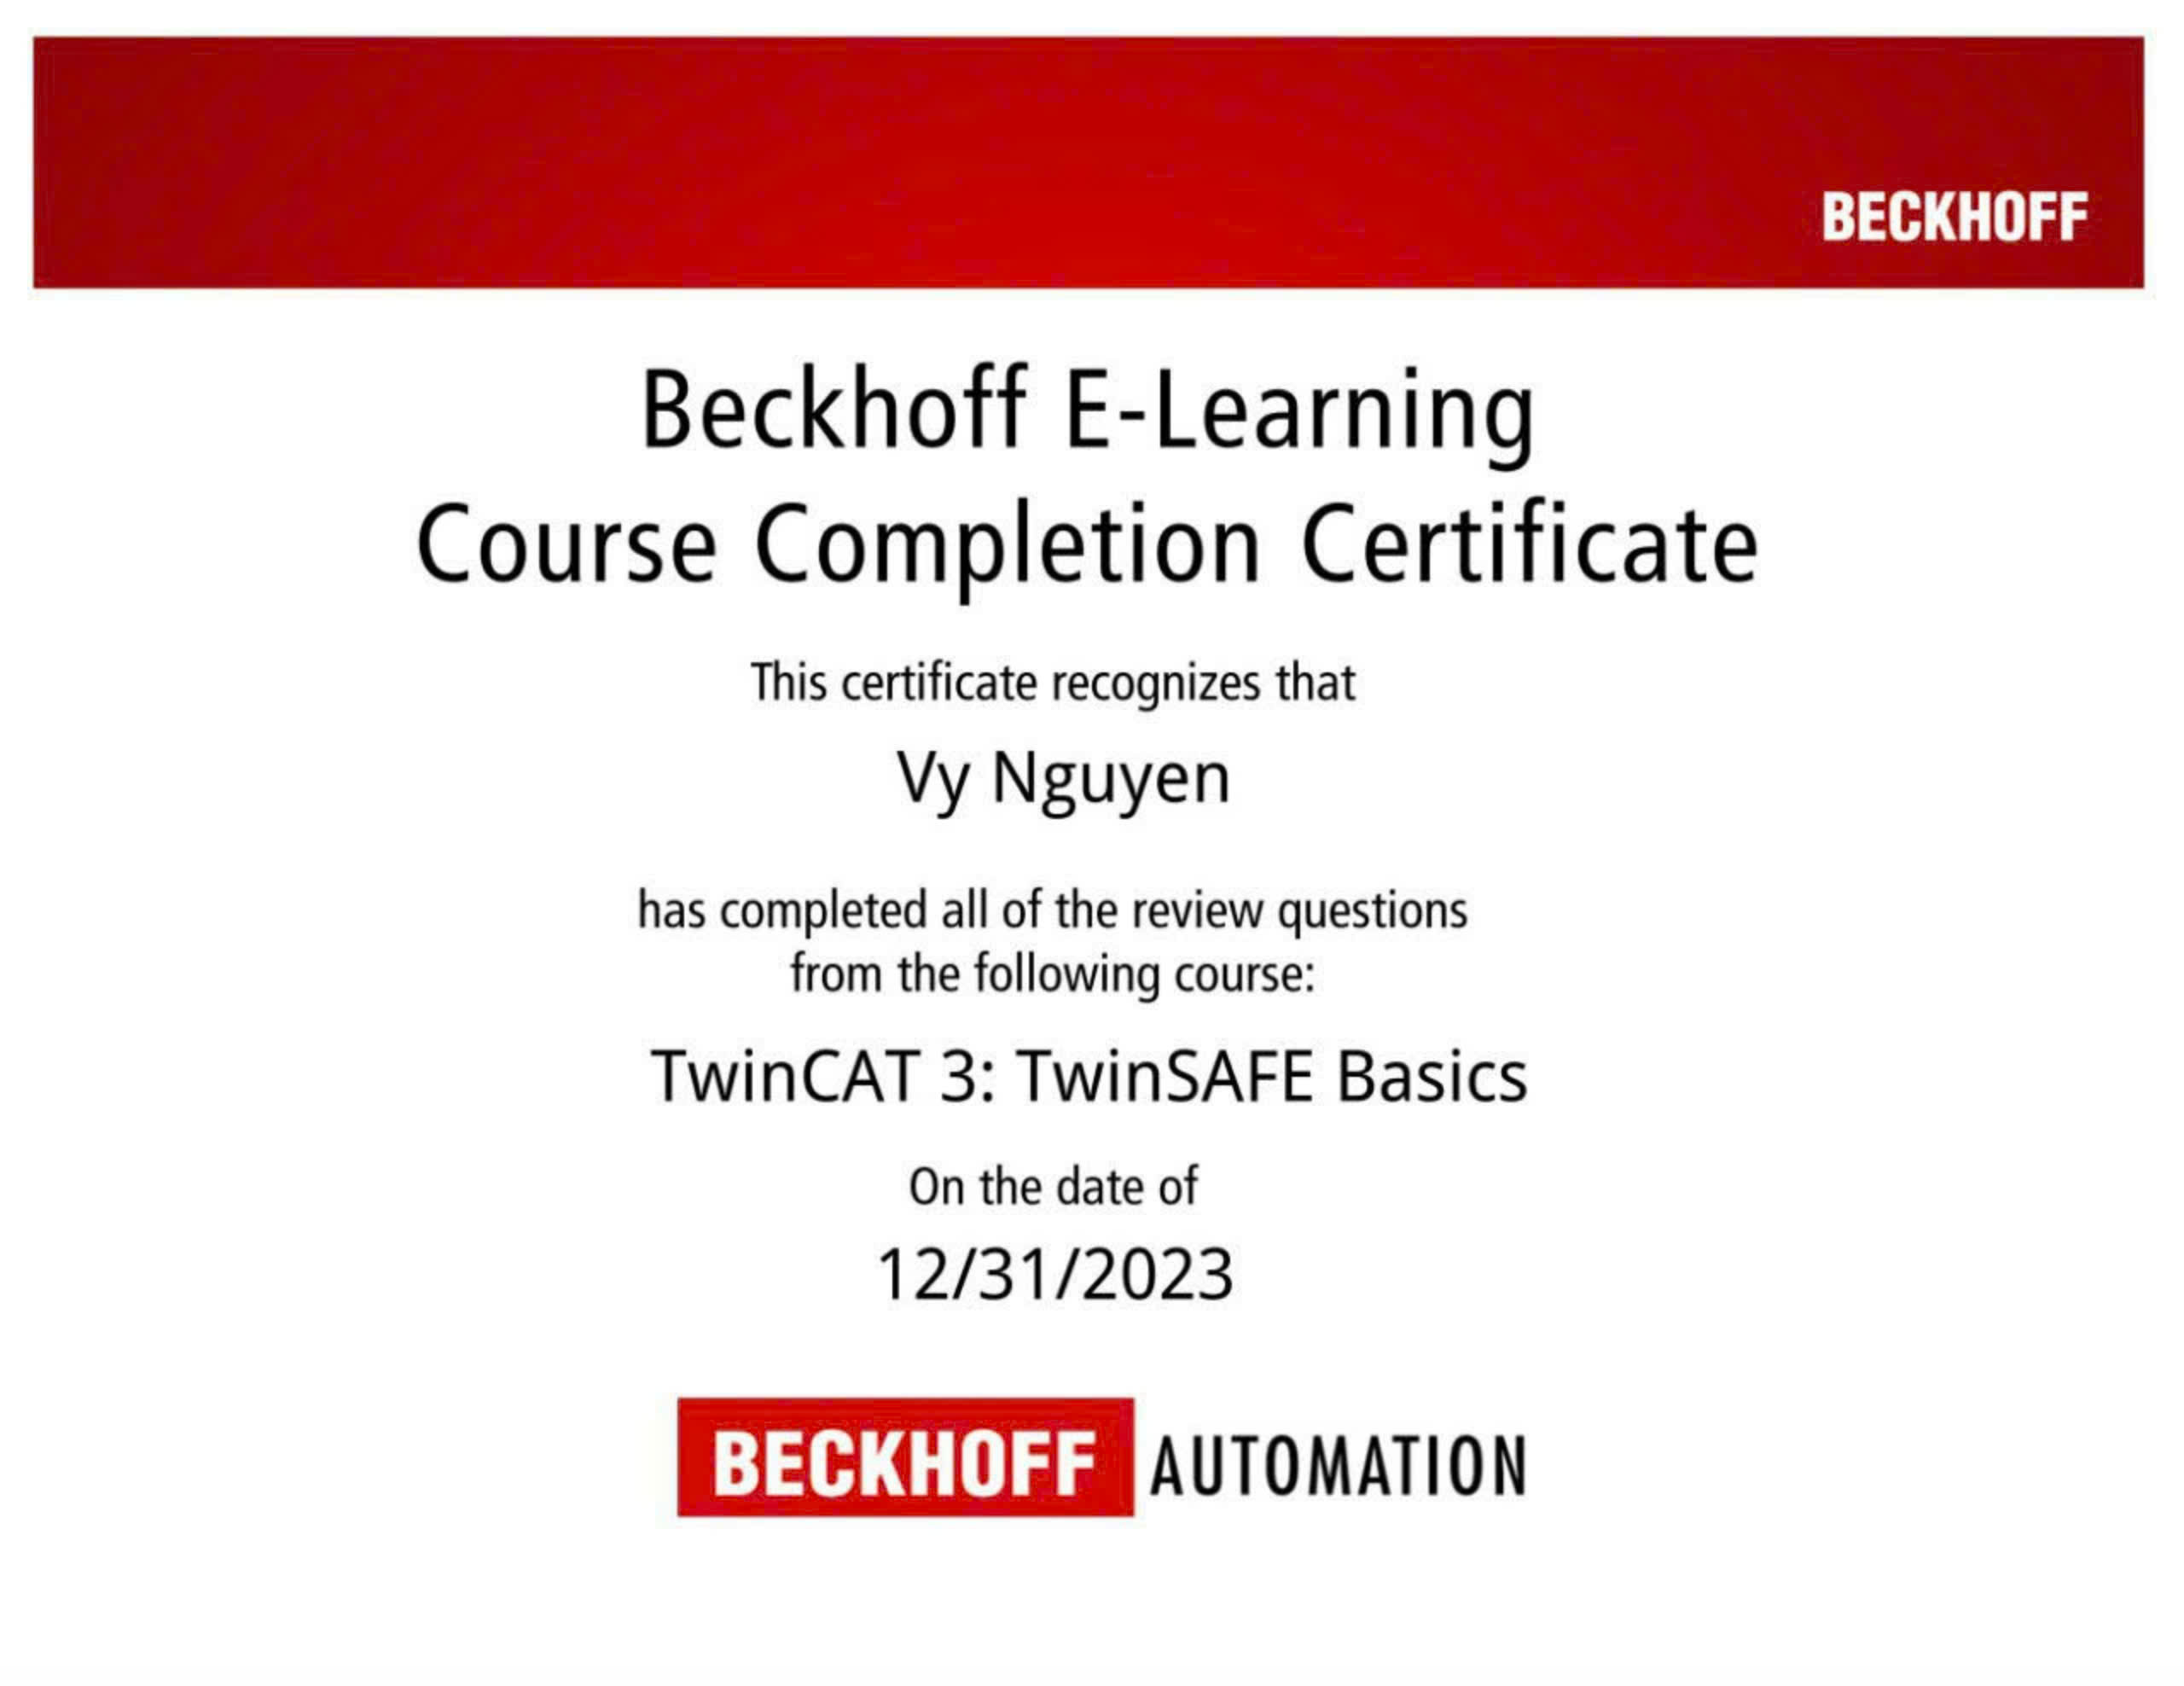 BECKHOFF
Beckhoff E-Learning
Course Completion Certificate
This certificate recognizes that
Vy Nguyen
has completed all of the review questions
from the following course:
TwinCAT 3: TwinSAFE Basics
On the date of
12/31/2023
BECKHOFF AUTOMATION